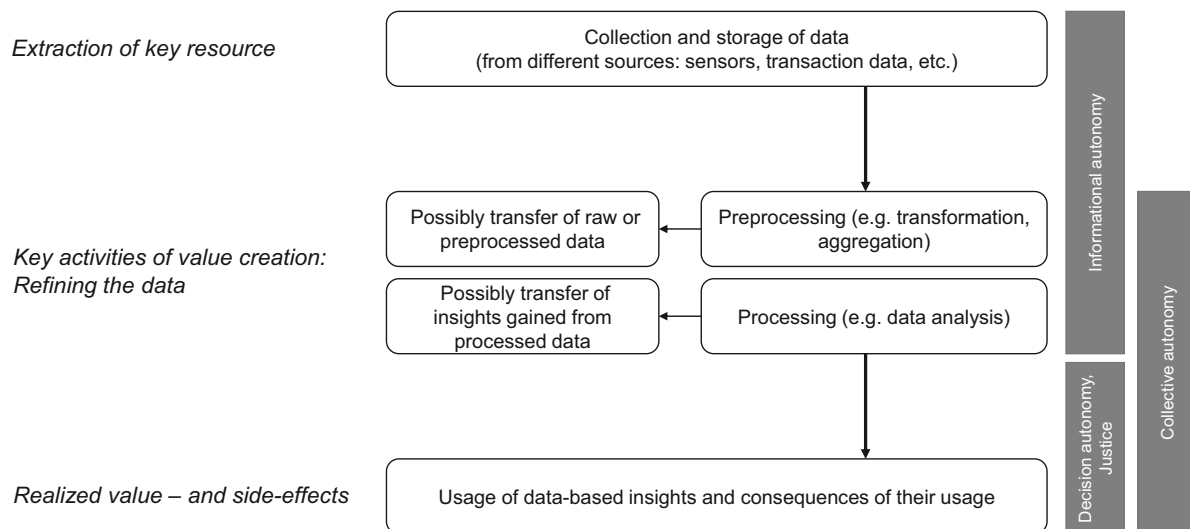 Extraction of key resource
Collection and storage of data
(from different sources: sensors, transaction data, etc.)
Key activities of value creation:
Refining the data
Possibly transfer of raw or
preprocessed data
Preprocessing (e.g. transformation,
aggregation)
Possibly transfer of
insights gained from
processed data
Processing (e.g. data analysis)
Realized value – and side-effects
Usage of data-based insights and consequences of their usage
Informational autonomy
Decision autonomy,
Justice
Collective autonomy